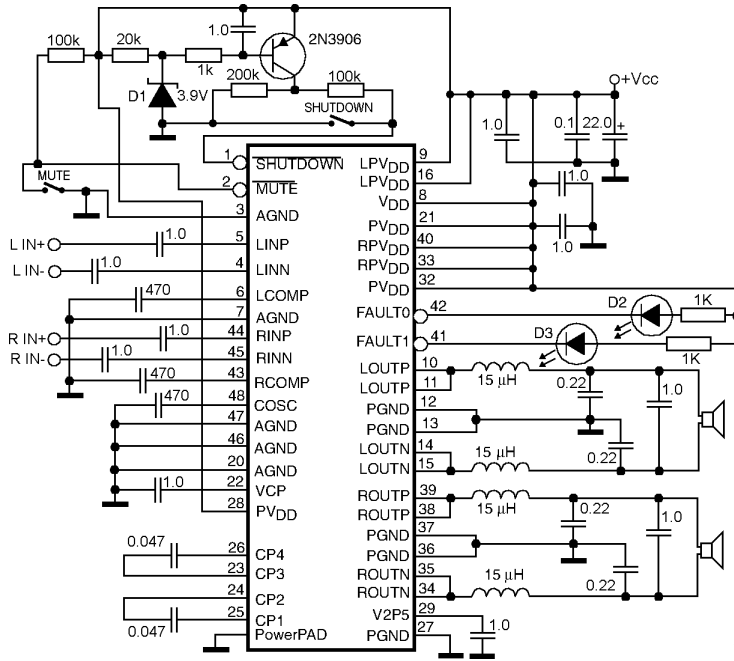 100k
20k
1k
1.0
2N3906
D1
3.9V
200k
100k
SHUTDOWN
+Vcc
1.0
0.1
22.0
+
1.0
1.0
MUTE
1 SHUTDOWN
2 MUTE
3 AGND
L IN+
1.0
5 LINP
L IN-
1.0
4 LINN
470
6 LCOMP
7 AGND
R IN+
1.0
44 RINP
R IN-
1.0
45 RINN
470
43 RCOMP
470
48 COSC
47 AGND
46 AGND
20 AGND
1.0
22 VCP
28 PVDD
0.047
26 CP4
23 CP3
24 CP2
25 CP1
0.047
PowerPAD
LPVDD 9
LPVDD 16
VDD 8
PVDD 21
RPVDD 40
RPVDD 33
PVDD 32
FAULT0 42
D2
1K
FAULT1 41
D3
1K
LOUTP 10
LOUTP 11
15 µH
0.22
1.0
PGND 12
PGND 13
LOUTN 14
LOUTN 15
15 µH
0.22
ROUTP 39
ROUTP 38
15 µH
0.22
1.0
PGND 37
PGND 36
ROUTN 35
ROUTN 34
15 µH
0.22
V2P5 29
1.0
PGND 27